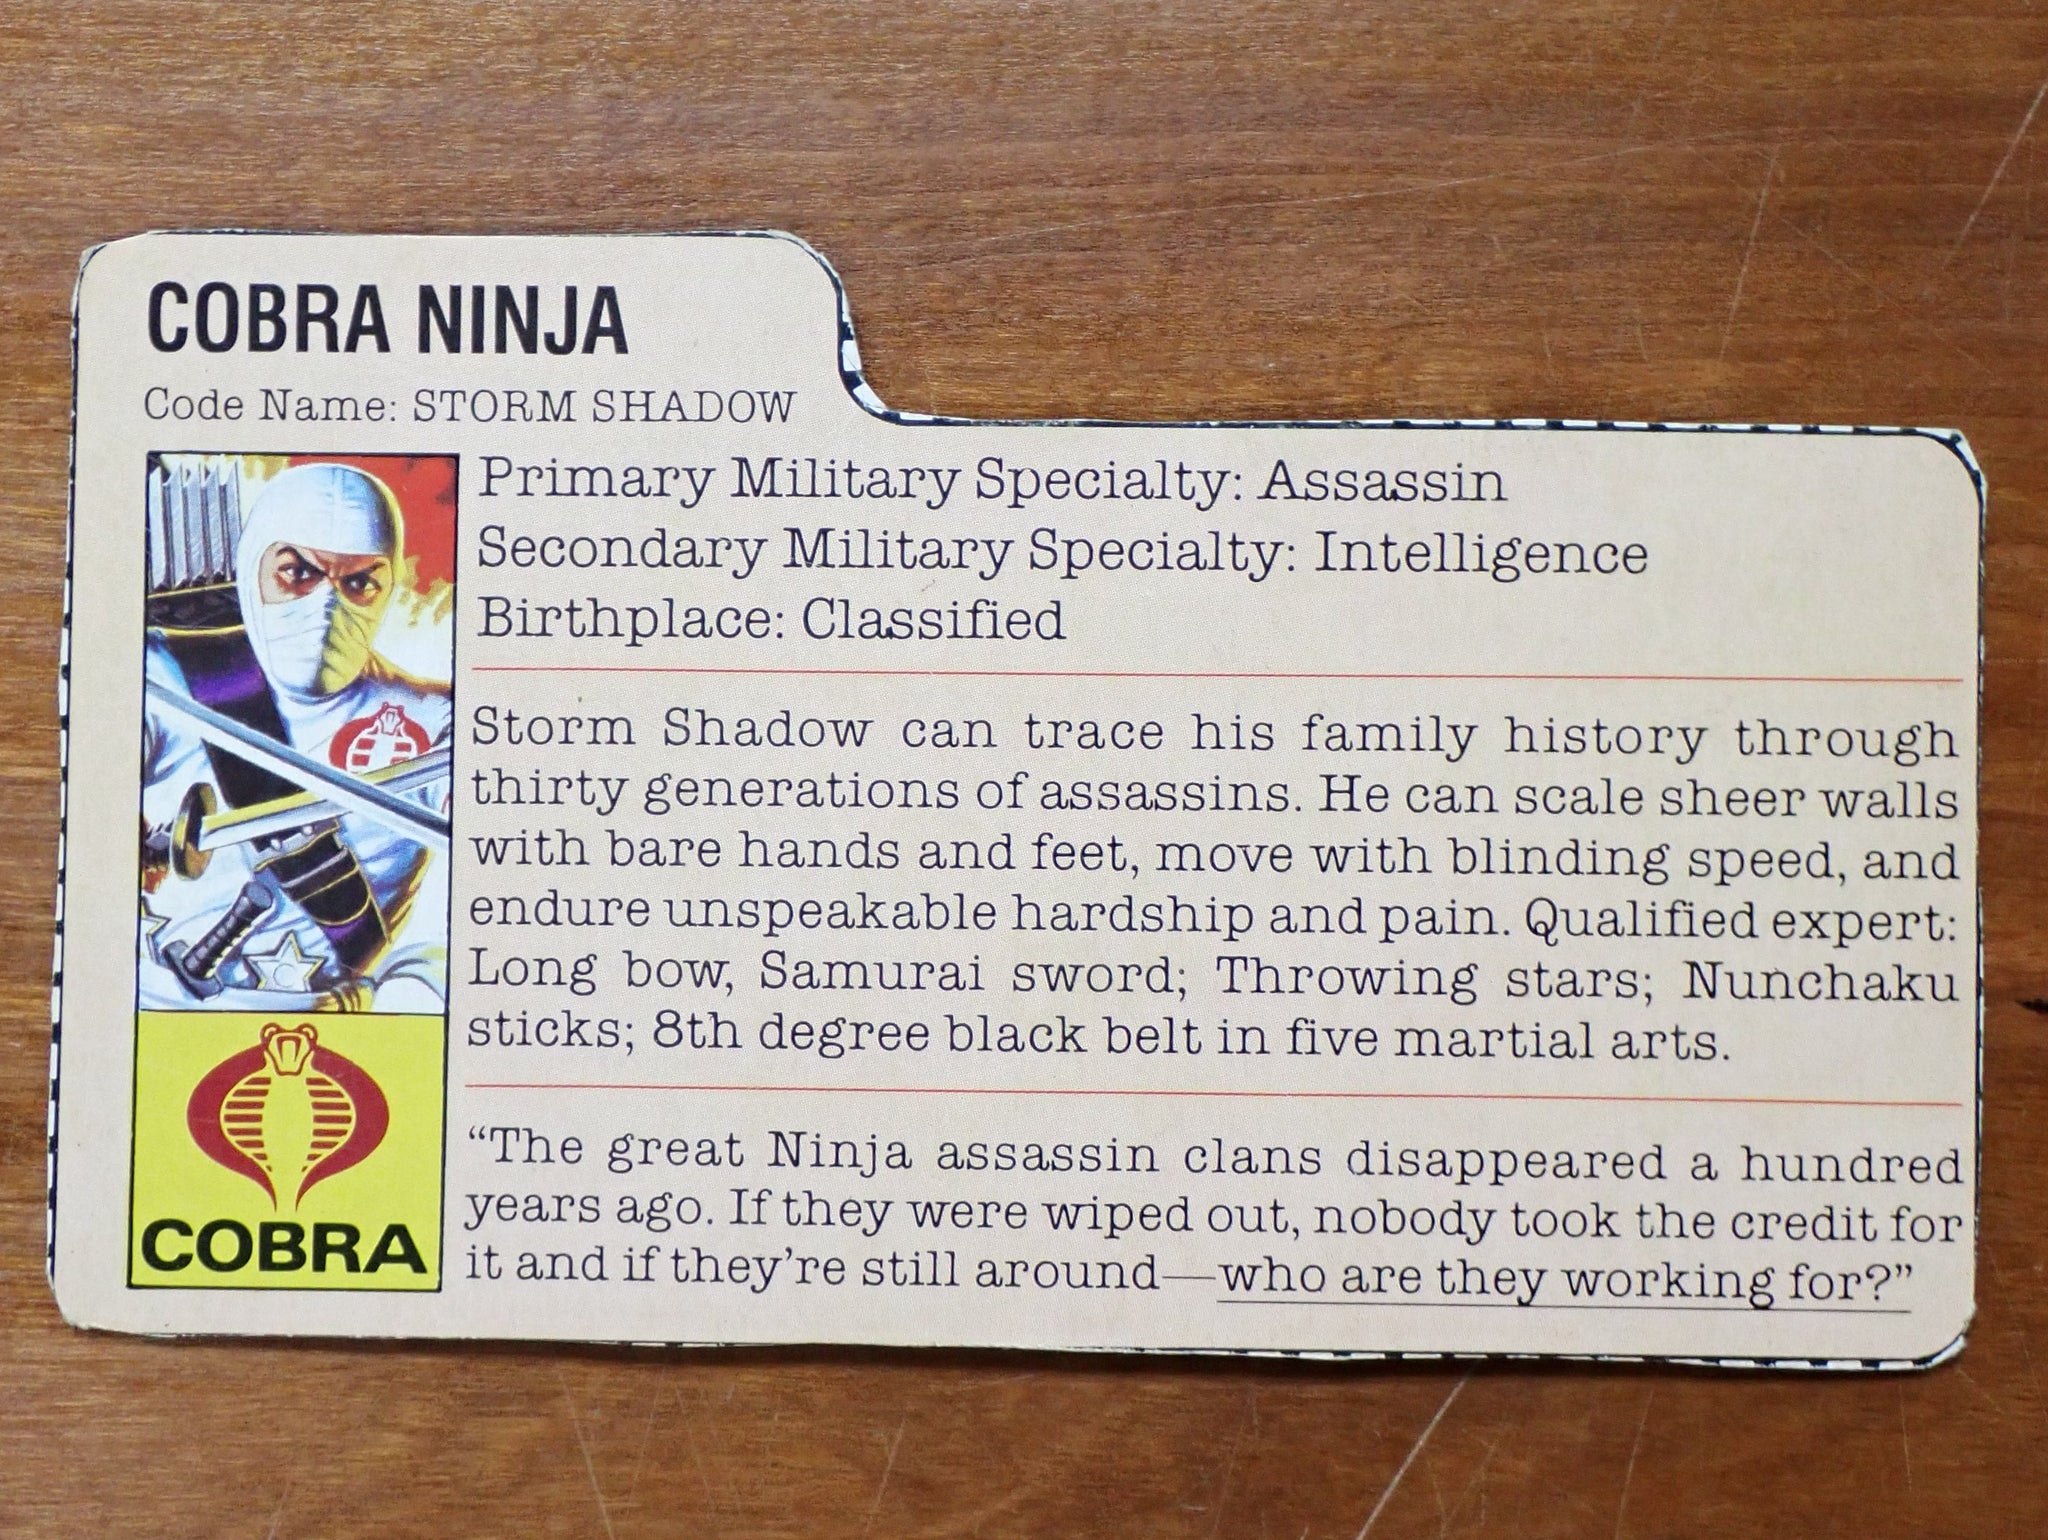 COBRA NINJA
Code Name: STORM SHADOW
Primary Military Specialty: Assassin
Secondary Military Specialty: Intelligence
Birthplace: Classified
Storm Shadow can trace his family history through
thirty generations of assassins. He can scale sheer walls
with bare hands and feet, move with blinding speed, and
endure unspeakable hardship and pain. Qualified expert:
Long bow, Samurai sword; Throwing stars; Nunchaku
sticks; 8th degree black belt in five martial arts.
“The great Ninja assassin clans disappeared a hundred
years ago. If they were wiped out, nobody took the credit for
it and if they’re still around—who are they working for?”
COBRA